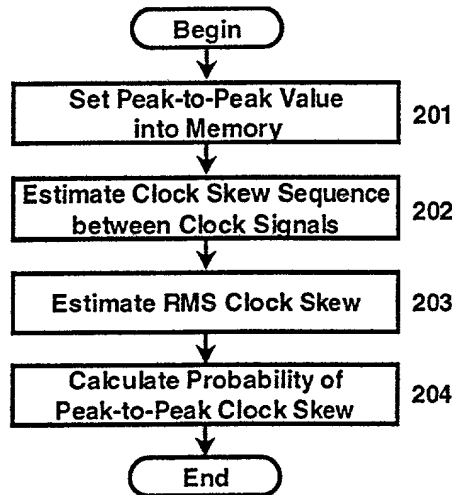 Begin
Set Peak-to-Peak Value
into Memory
201
Estimate Clock Skew Sequence
between Clock Signals
202
Estimate RMS Clock Skew
203
Calculate Probability of
Peak-to-Peak Clock Skew
204
End